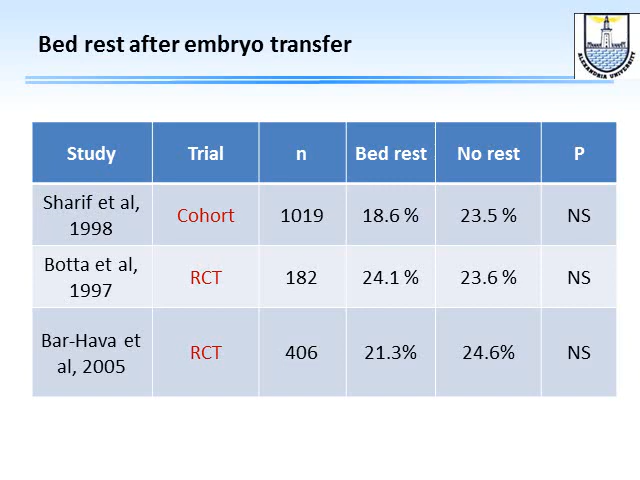 Bed rest after embryo transfer
ALEXANDRIA UNIVERSITY
Study Trial n Bed rest No rest P
Sharif et al,
1998 Cohort 1019 18.6 % 23.5 % NS
Botta et al,
1997 RCT 182 24.1 % 23.6 % NS
Bar-Hava et
al, 2005 RCT 406 21.3% 24.6% NS